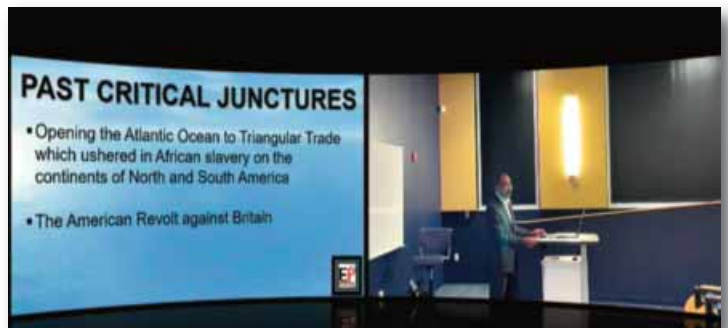 PAST CRITICAL JUNCTURES
▪Opening the Atlantic Ocean to Triangular Trade
which ushered in African slavery on the
continents of North and South America
▪The American Revolt against Britain
EP